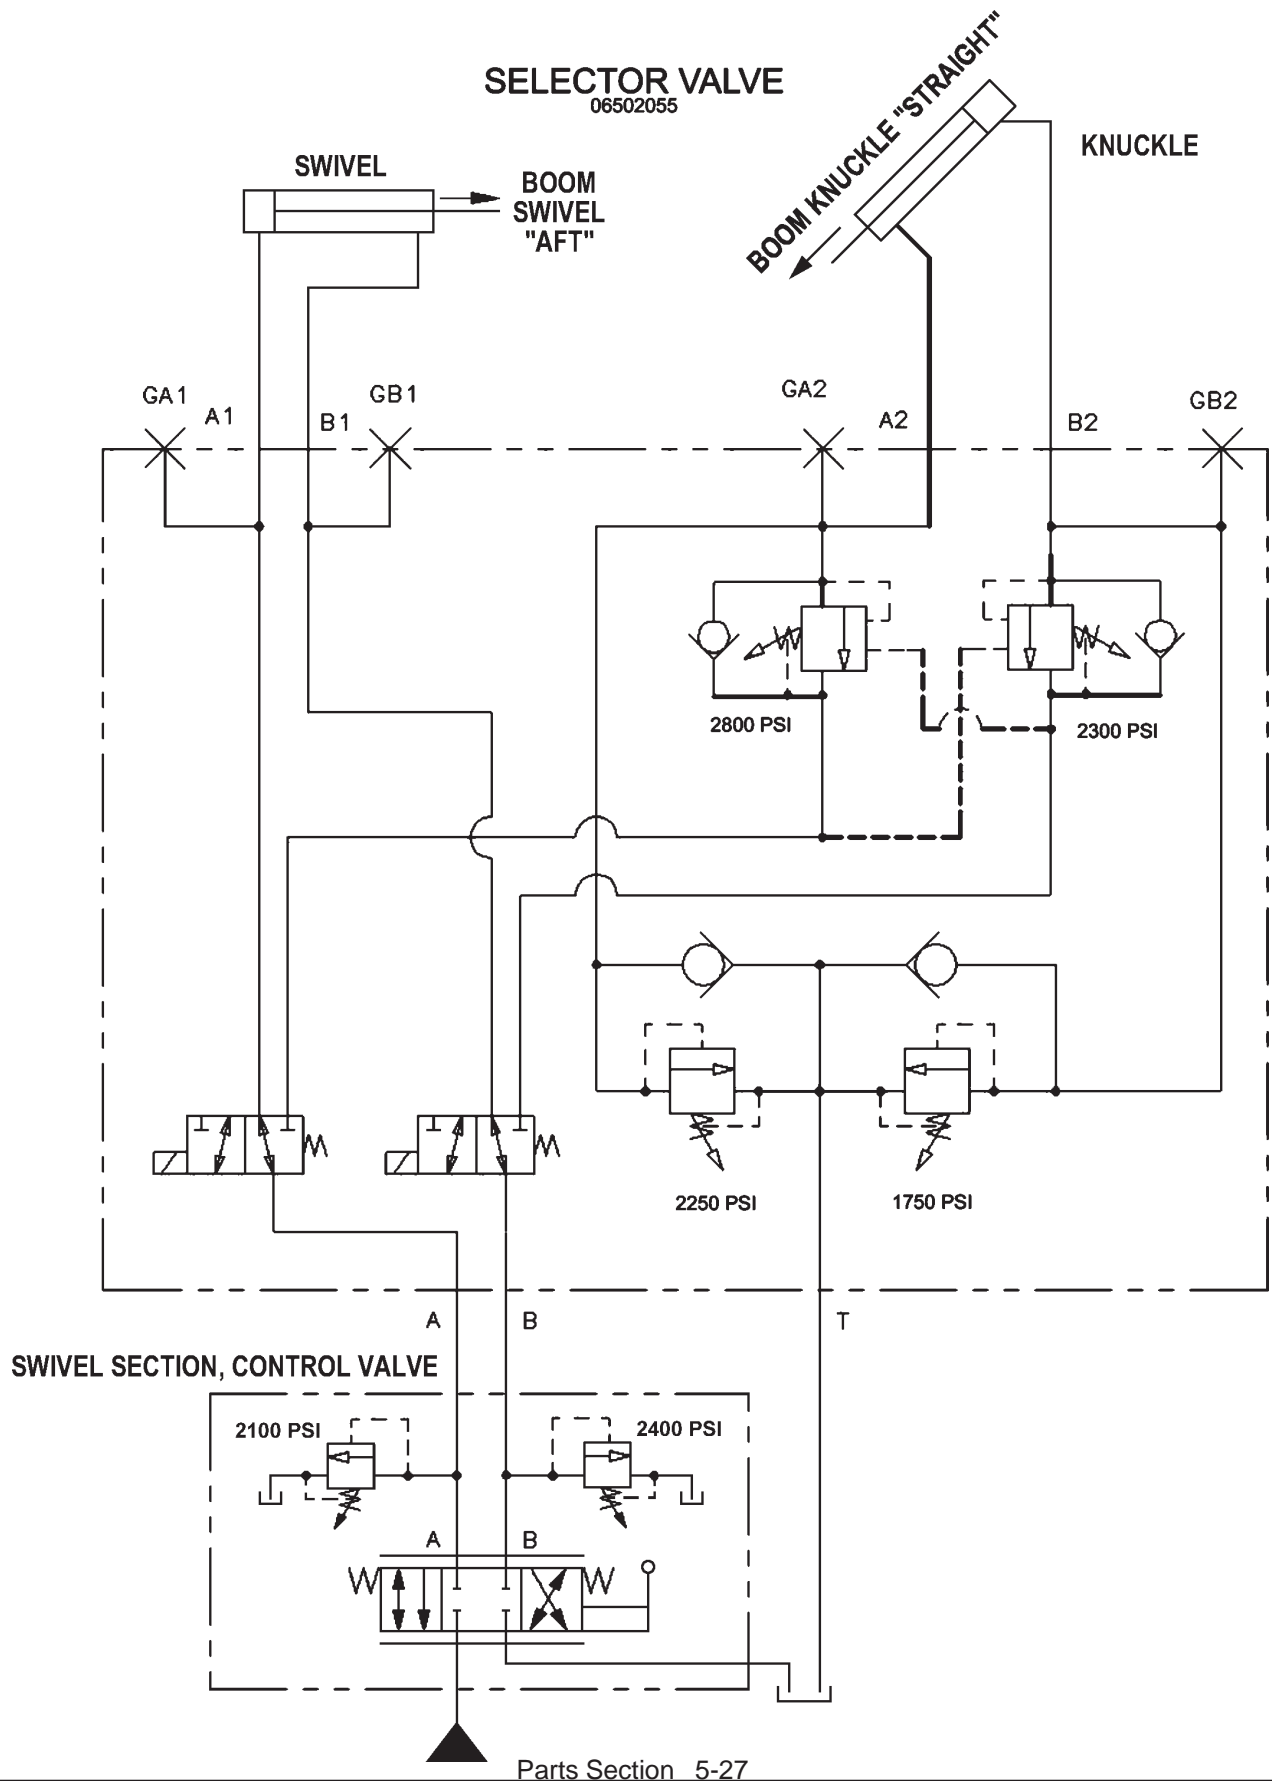 SELECTOR VALVE
06502055
BOOM KNUCKLE "STRAIGHT"
KNUCKLE
SWIVEL
BOOM
SWIVEL
"AFT"
GA1
A1
B1
GB1
GA2
A2
B2
GB2
2800 PSI
2300 PSI
2250 PSI
1750 PSI
A
B
T
SWIVEL SECTION, CONTROL VALVE
2100 PSI
2400 PSI
A
B
Parts Section 5-27